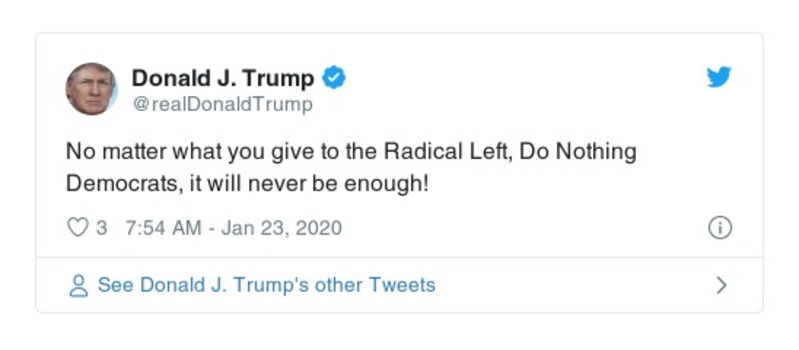 Donald J. Trump
@realDonaldTrump
No matter what you give to the Radical Left, Do Nothing
Democrats, it will never be enough!
3 7:54 AM - Jan 23, 2020
See Donald J. Trump's other Tweets